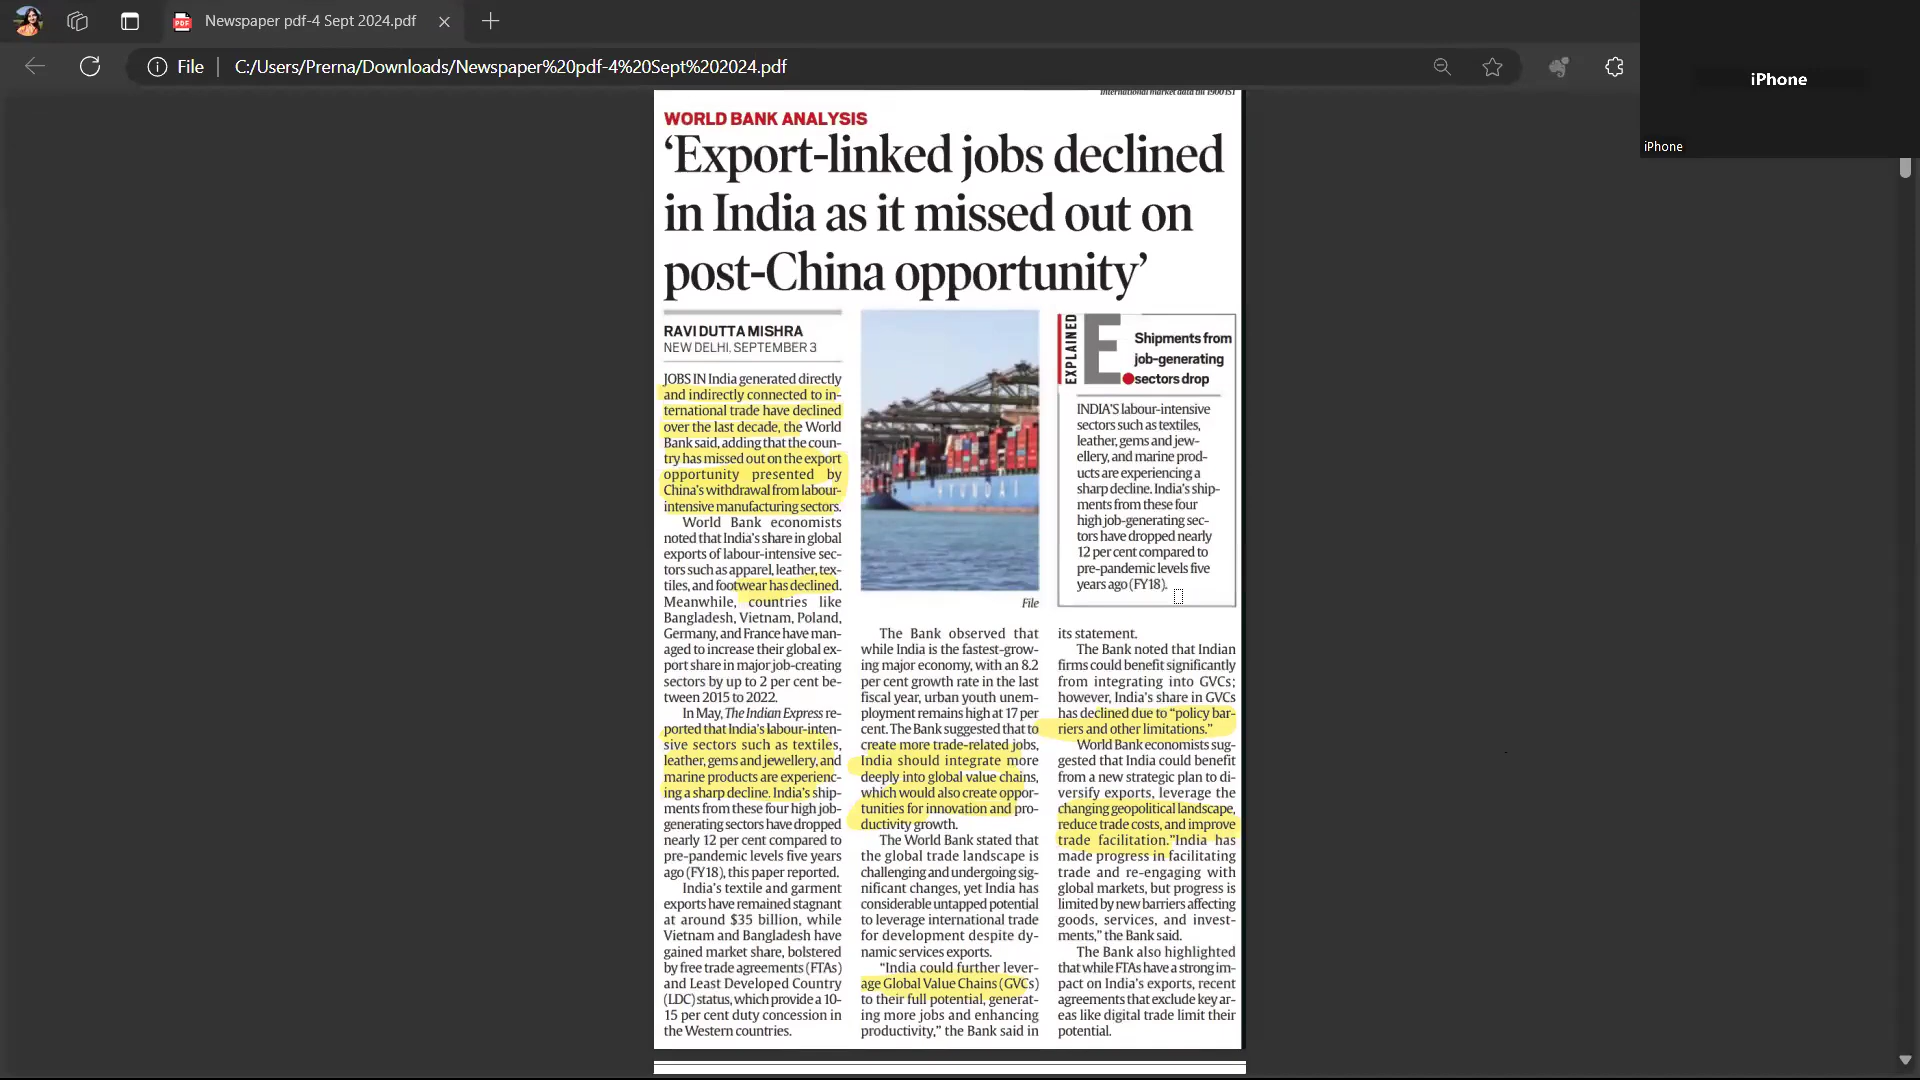 Newspaper pdf-4 Sept 2024.pdf
File
C:/Users/Prerna/Downloads/Newspaper%20pdf-4%20Sept%202024.pdf
iPhone
iPhone
International market data till 1900 IST
WORLD BANK ANALYSIS
‘Export-linked jobs declined
in India as it missed out on
post-China opportunity’
RAVI DUTTA MISHRA
NEW DELHI, SEPTEMBER 3
JOBS IN India generated directly
and indirectly connected to in-
ternational trade have declined
over the last decade, the World
Bank said, adding that the coun-
try has missed out on the export
opportunity presented by
China's withdrawal from labour-
intensive manufacturing sectors.
World Bank economists
noted that India's share in global
exports of labour-intensive sec-
tors such as apparel, leather, tex-
tiles, and footwear has declined.
Meanwhile, countries like
Bangladesh, Vietnam, Poland,
Germany, and France have man-
aged to increase their global ex-
port share in major job-creating
sectors by up to 2 per cent be-
tween 2015 to 2022.
In May, The Indian Express re-
ported that India's labour-inten-
sive sectors such as textiles,
leather, gems and jewellery, and
marine products are experienc-
ing a sharp decline. India's ship-
ments from these four high job-
generating sectors have dropped
nearly 12 per cent compared to
pre-pandemic levels five years
ago (FY18), this paper reported.
India's textile and garment
exports have remained stagnant
at around $35 billion, while
Vietnam and Bangladesh have
gained market share, bolstered
by free trade agreements (FTAs)
and Least Developed Country
(LDC) status, which provide a 10-
15 per cent duty concession in
the Western countries.
HYUNDAI
File
The Bank observed that
while India is the fastest-grow-
ing major economy, with an 8.2
per cent growth rate in the last
fiscal year, urban youth unem-
ployment remains high at 17 per
cent. The Bank suggested that to
create more trade-related jobs,
India should integrate more
deeply into global value chains,
which would also create oppor-
tunities for innovation and pro-
ductivity growth.
The World Bank stated that
the global trade landscape is
challenging and undergoing sig-
nificant changes, yet India has
considerable untapped potential
to leverage international trade
for development despite dy-
namic services exports.
“India could further lever-
age Global Value Chains (GVCs)
to their full potential, generat-
ing more jobs and enhancing
productivity,” the Bank said in
EXPLAINED
E
Shipments from
job-generating
sectors drop
INDIA'S labour-intensive
sectors such as textiles,
leather, gems and jew-
ellery, and marine prod-
ucts are experiencing a
sharp decline. India's ship-
ments from these four
high job-generating sec-
tors have dropped nearly
12 per cent compared to
pre-pandemic levels five
years ago (FY18).
its statement.
The Bank noted that Indian
firms could benefit significantly
from integrating into GVCs;
however, India's share in GVCs
has declined due to “policy bar-
riers and other limitations.”
World Bank economists sug-
gested that India could benefit
from a new strategic plan to di-
versify exports, leverage the
changing geopolitical landscape,
reduce trade costs, and improve
trade facilitation.”India has
made progress in facilitating
trade and re-engaging with
global markets, but progress is
limited by new barriers affecting
goods, services, and invest-
ments,” the Bank said.
The Bank also highlighted
that while FTAs have a strong im-
pact on India's exports, recent
agreements that exclude key ar-
eas like digital trade limit their
potential.